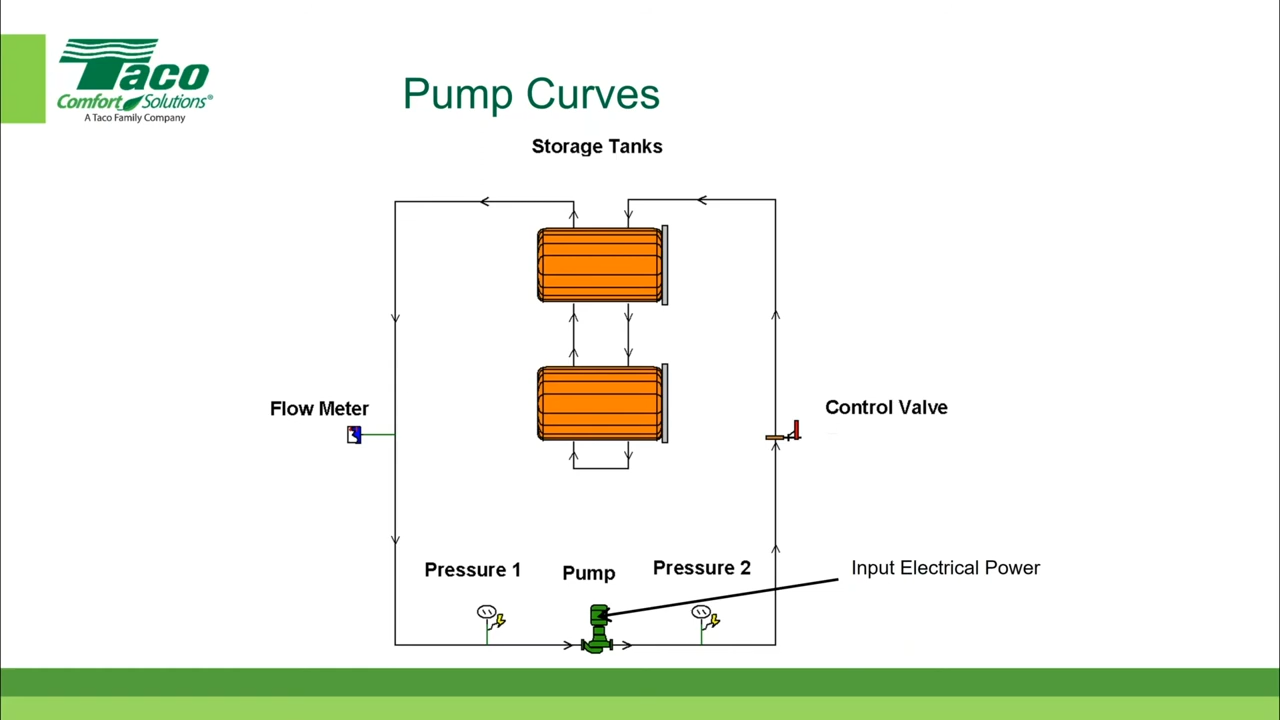 Taco
Comfort Solutions®
A Taco Family Company
Pump Curves
Storage Tanks
Flow Meter
Control Valve
Pressure 1
Pump
Pressure 2
Input Electrical Power